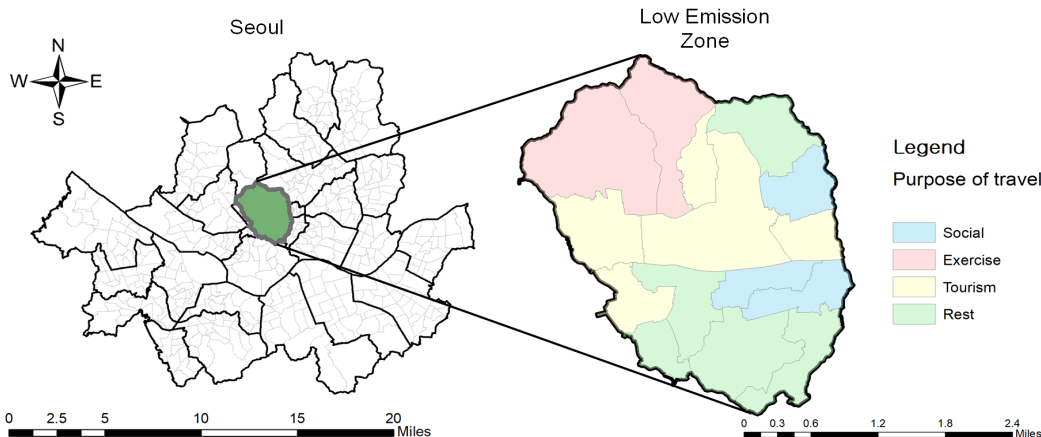 Seoul
Low Emission
Zone
N
W E
S
Legend
Purpose of travel
Social
Exercise
Tourism
Rest
0 2.5 5 10 15 20
Miles
0 0.3 0.6 1.2 1.8 2.4
Miles